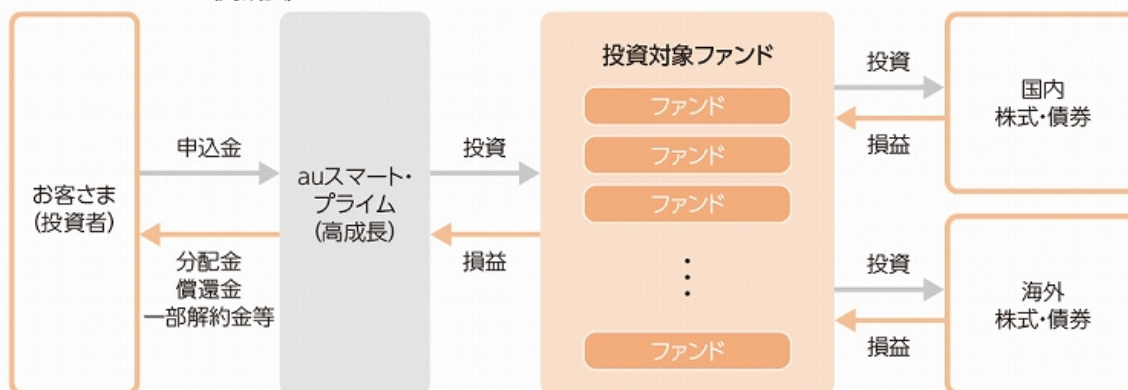 お客さま
(投資者)
申込金
分配金
償還金
一部解約金等
auスマート・
プライム
(高成長)
投資
損益
投資対象ファンド
ファンド
ファンド
ファンド
ファンド
投資
損益
国内
株式・債券
投資
損益
海外
株式・債券